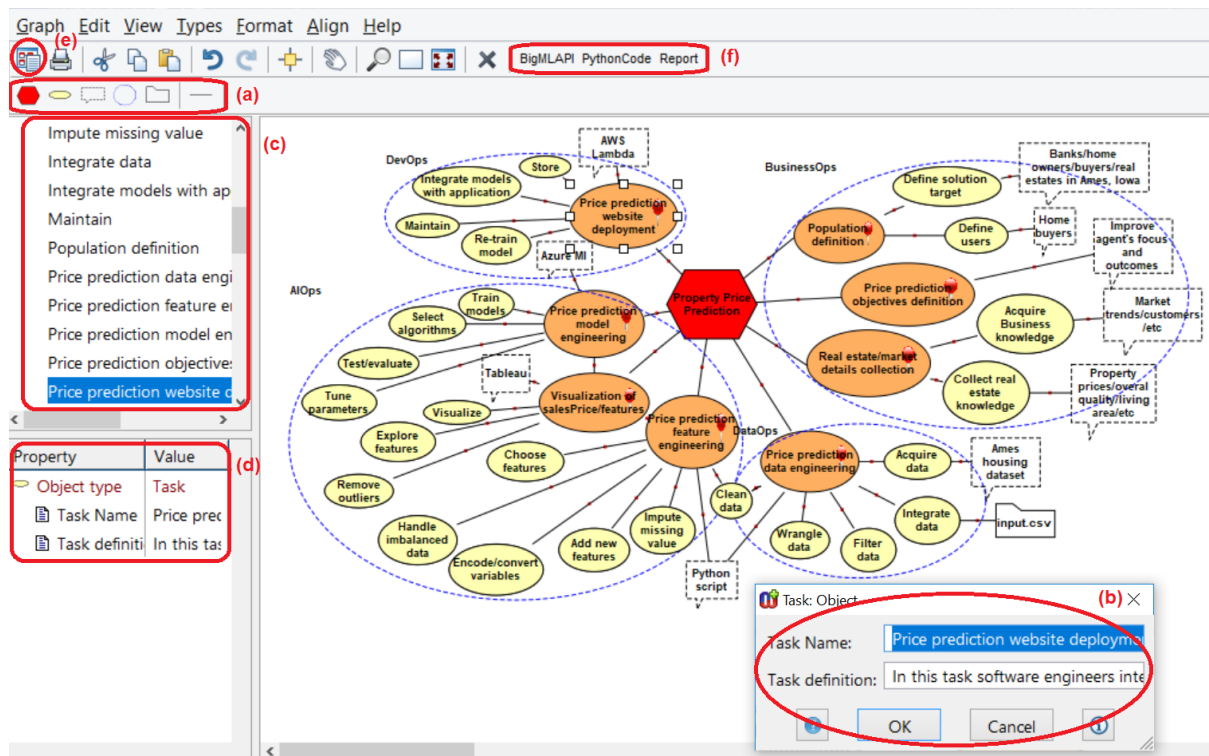 Graph Edit View Types Format Align Help
(e)
BigMLAPI PythonCode Report
(f)
(a)
Impute missing value
Integrate data
Integrate models with ap
Maintain
Population definition
Price prediction data engi
Price prediction feature en
Price prediction model en
Price prediction objectives
Price prediction website d
(c)
Property Value
Object type Task
Task Name Price prec
Task definiti In this tas
(d)
DevOps
AWS
Lambda
Store
Integrate models
with application
Price prediction
website
deployment
Maintain
Re-train
model
Azure Ml
BusinessOps
Banks/home
owners/buyers/real
estates in Ames, Iowa
Define solution
target
Population
definition
Define
users
Home
buyers
Improve
agent's focus
and
outcomes
Price prediction
objectives definition
Property Price
Prediction
Acquire
Business
knowledge
Market
trends/customers
/etc
Real estate/market
details collection
Collect real
estate
knowledge
Property
prices/overal
quality/living
area/etc
AIOps
Train
models
Select
algorithms
Price prediction
model
engineering
Test/evaluate
Tableau
Tune
parameters
Visualization of
salesPrice/features
Visualize
Explore
features
Price prediction
feature
engineering
Choose
features
Remove
outliers
Handle
imbalanced
data
Encode/convert
variables
Add new
features
Impute
missing
value
Clean
data
Python
script
DataOps
Price prediction
data engineering
Acquire
data
Ames
housing
dataset
Integrate
data
input.csv
Wrangle
data
Filter
data
Task: Object
(b)
Task Name: Price prediction website deployme
Task definition: In this task software engineers inte
OK Cancel